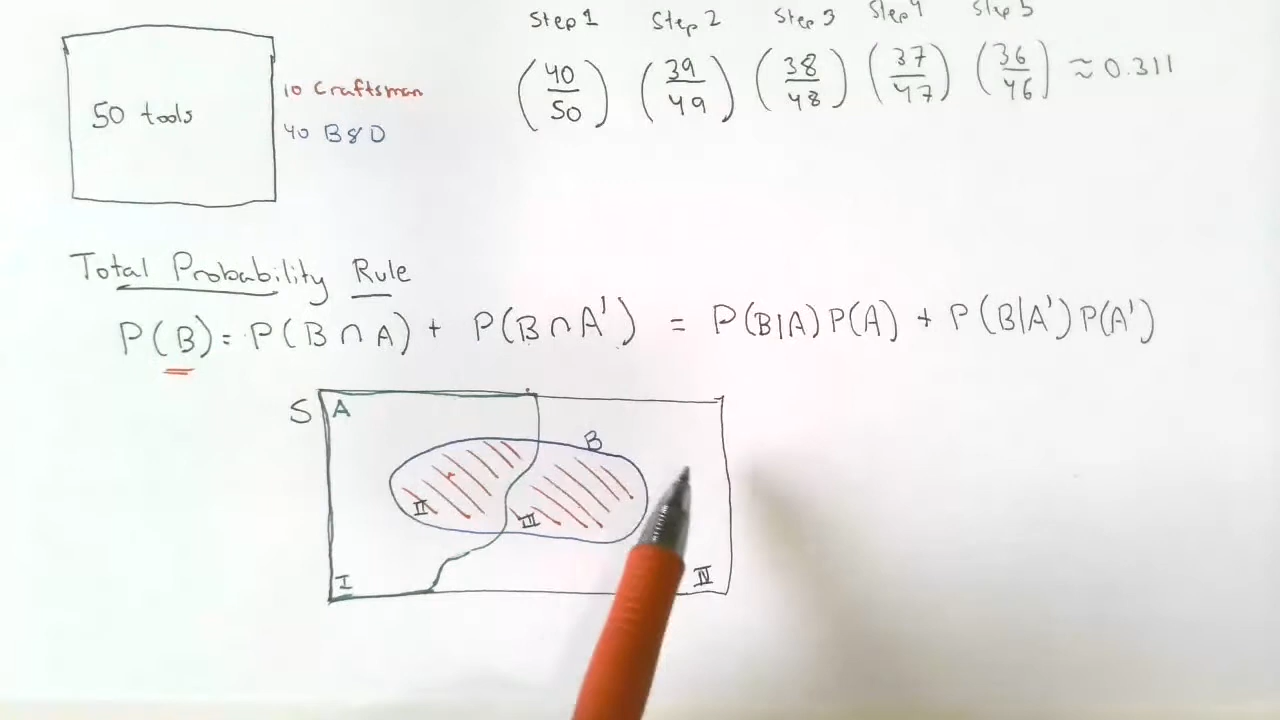 Step 1 Step 2 Step 3 Step 4 Step 5
(40/50) (39/49) (38/48) (37/47) (36/46) ≈ 0.311
50 tools
10 Craftsman
40 B&D
Total Probability Rule
P(B) = P(B ∩ A) + P(B ∩ A') = P(B|A) P(A) + P(B|A') P(A')
S A
B
II
III
I
IV